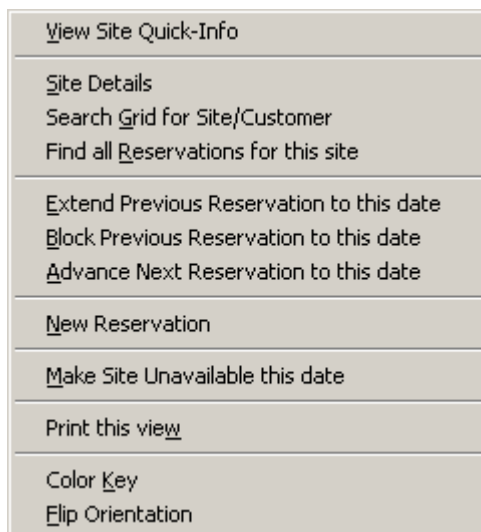 View Site Quick-Info
Site Details
Search Grid for Site/Customer
Find all Reservations for this site
Extend Previous Reservation to this date
Block Previous Reservation to this date
Advance Next Reservation to this date
New Reservation
Make Site Unavailable this date
Print this view
Color Key
Flip Orientation